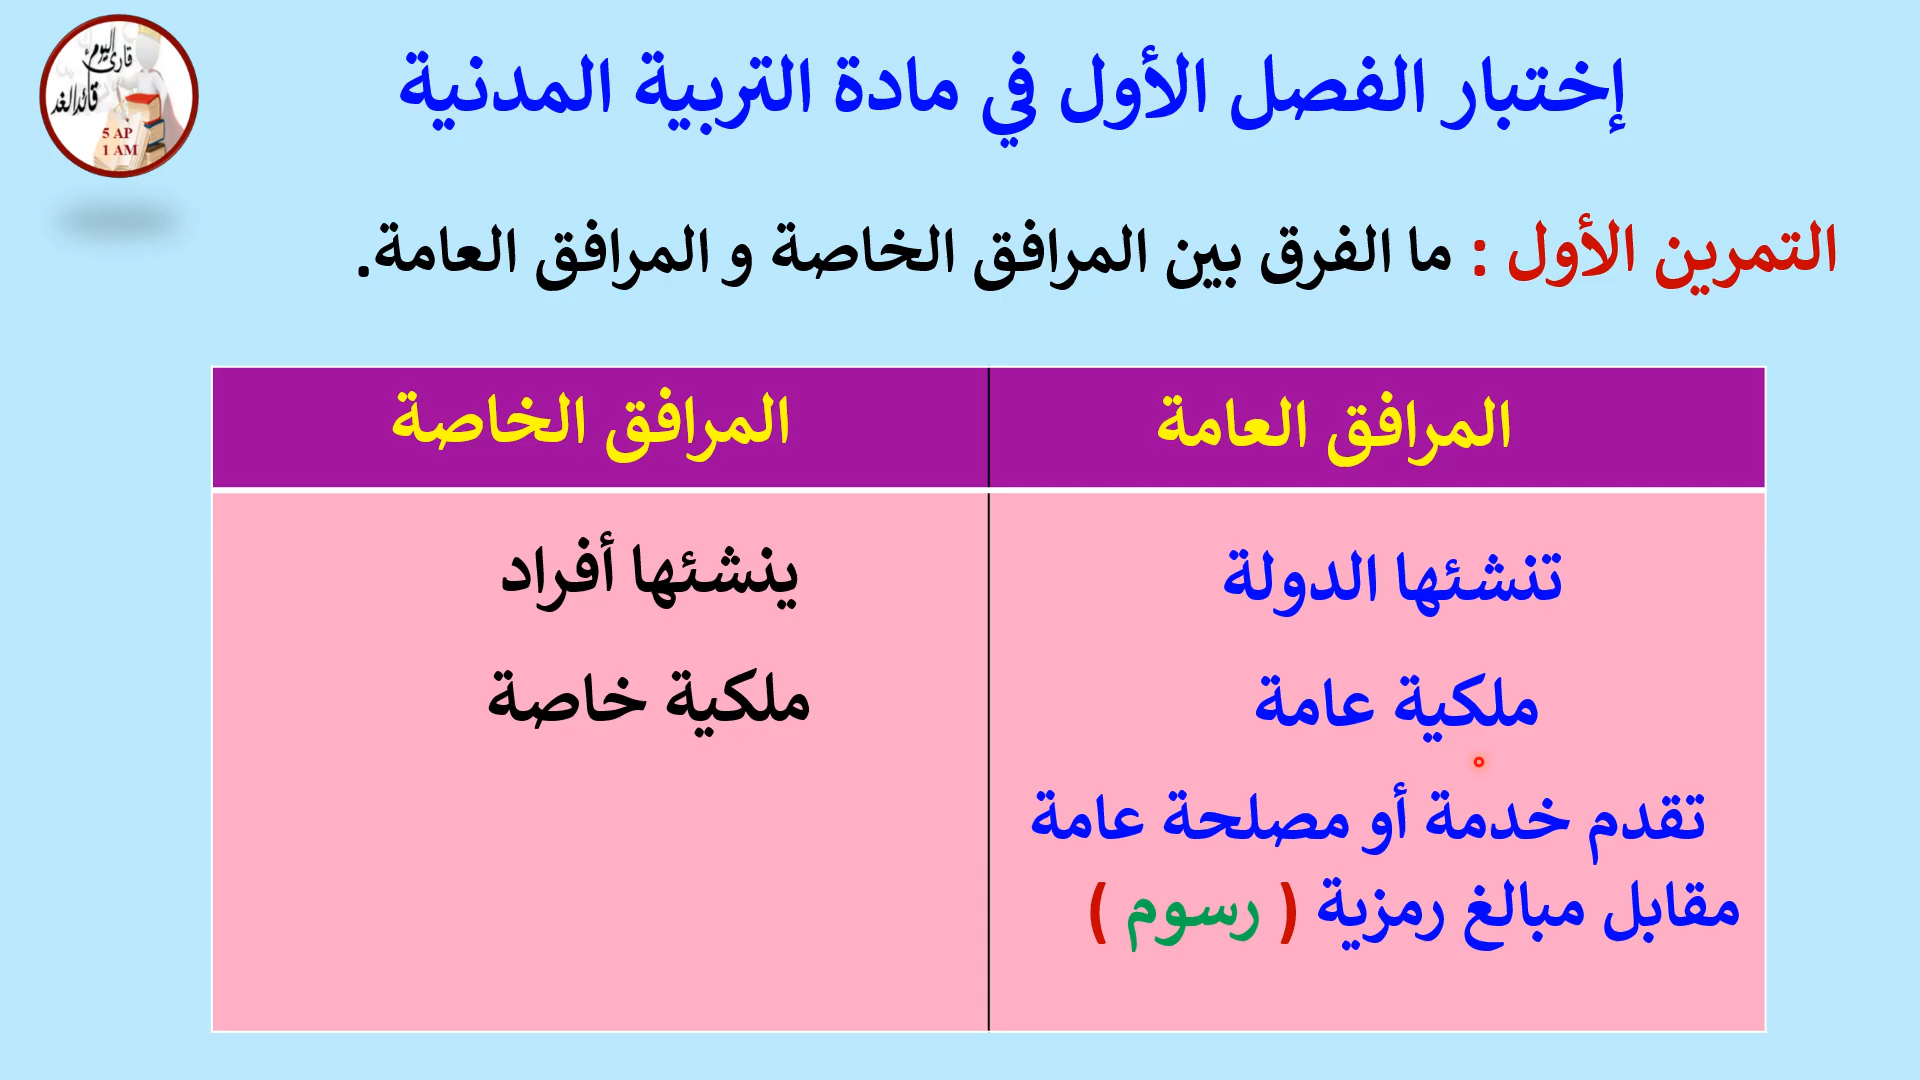 قارئ اليوم
قائد الغد
5 AP
1 AM
إختبار الفصل الأول في مادة التربية المدنية
التمرين الأول : ما الفرق بين المرافق الخاصة و المرافق العامة.
المرافق العامة
المرافق الخاصة
تنشئها الدولة
ينشئها أفراد
ملكية عامة
ملكية خاصة
تقدم خدمة أو مصلحة عامة
مقابل مبالغ رمزية ( رسوم )